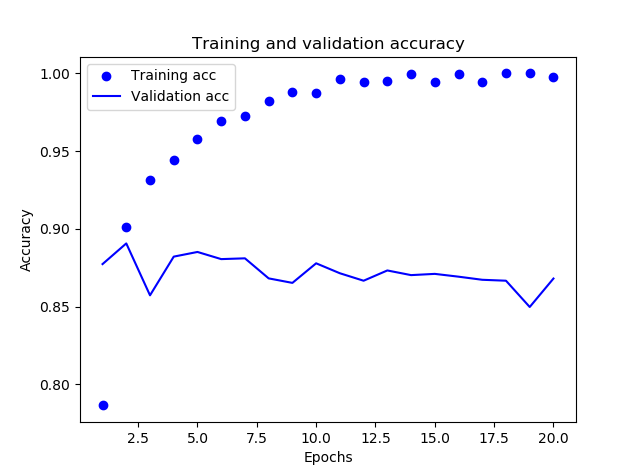 Training and validation accuracy
Training acc
Validation acc
1.00
0.95
0.90
0.85
0.80
Accuracy
2.5 5.0 7.5 10.0 12.5 15.0 17.5 20.0
Epochs